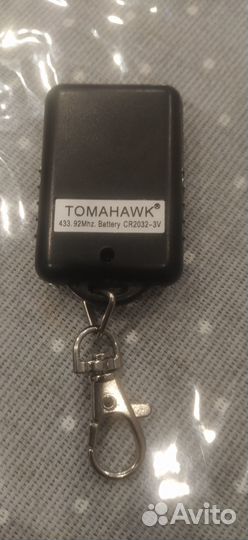 TOMAHAWK®
433.92Mhz. Battery CR2032-3V
Avito